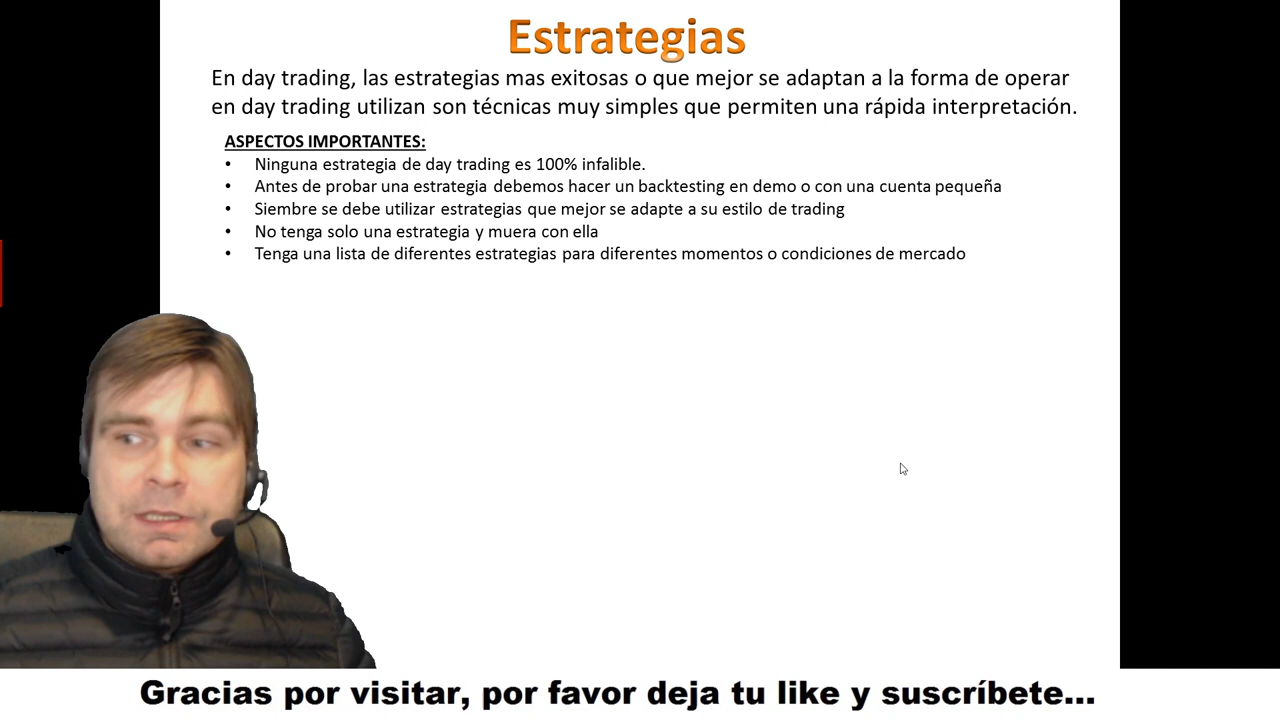 Estrategias
En day trading, las estrategias mas exitosas o que mejor se adaptan a la forma de operar
en day trading utilizan son técnicas muy simples que permiten una rápida interpretación.
ASPECTOS IMPORTANTES:
• Ninguna estrategia de day trading es 100% infalible.
• Antes de probar una estrategia debemos hacer un backtesting en demo o con una cuenta pequeña
• Siembre se debe utilizar estrategias que mejor se adapte a su estilo de trading
• No tenga solo una estrategia y muera con ella
• Tenga una lista de diferentes estrategias para diferentes momentos o condiciones de mercado
Gracias por visitar, por favor deja tu like y suscríbete...